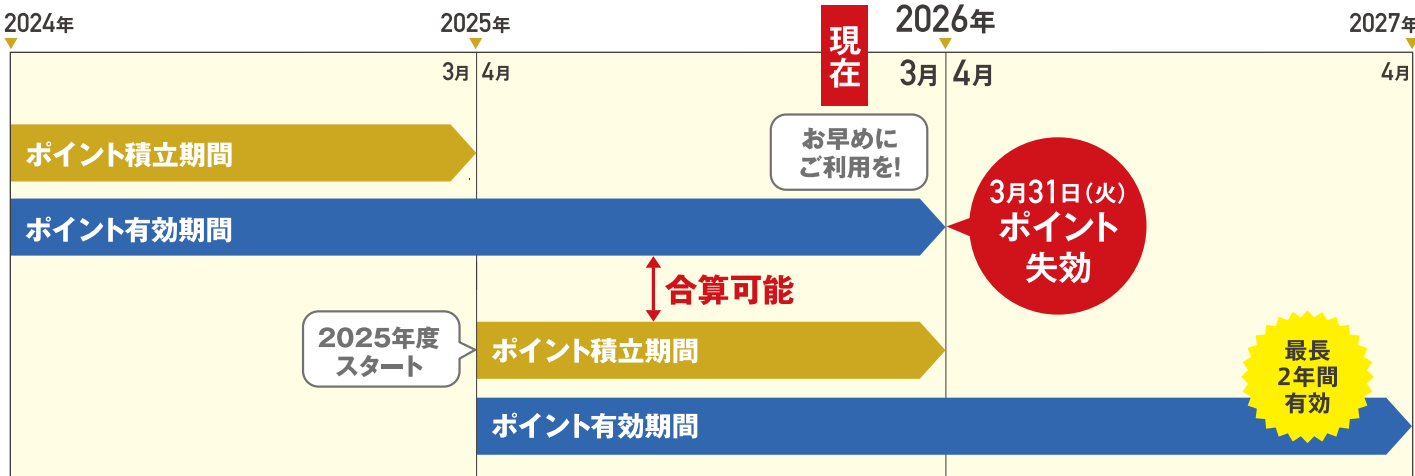 2024年
2025年
2026年
2027年
現在
3月
4月
3月
4月
4月
ポイント積立期間
お早めに
ご利用を!
ポイント有効期間
3月31日(火)
ポイント
失効
合算可能
2025年度
スタート
ポイント積立期間
最長
2年間
有効
ポイント有効期間